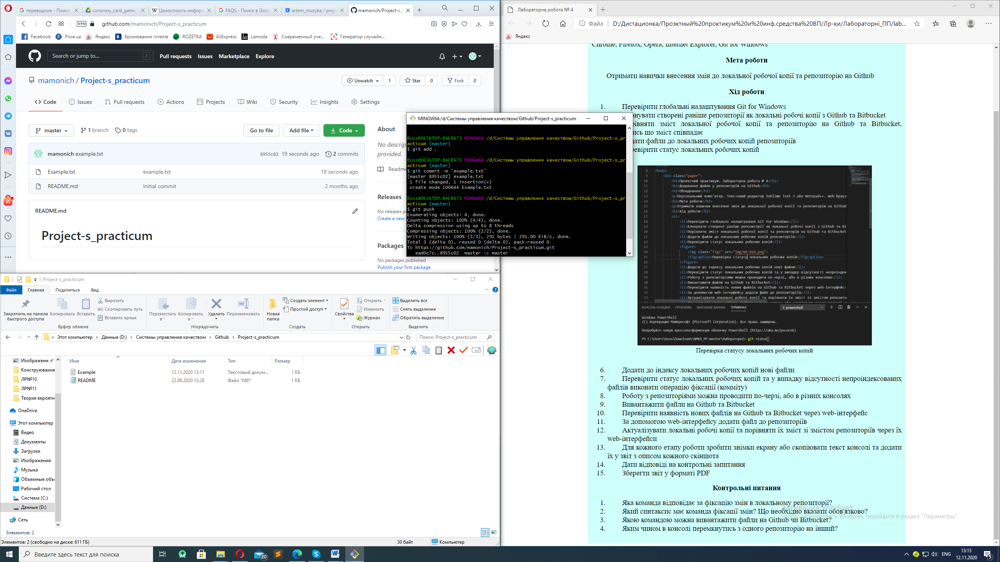 переводчик - Поиск
cursovoy_card_game_
Целостность информ
FAQS - Поиск в Goog
artem_muzyka / proje
mamonich/Project-s_
VPN
github.com/mamonich/Project-s_practicum
Facebook
Price.ua
Яндекс
Бронювання готелів
ROZETKA
AliExpress
Lamoda
Современный уче...
Генератор случайн...
Search or jump to...
/
Pull requests
Issues
Marketplace
Explore
mamonich / Project-s_practicum
Unwatch
1
Star
0
Fork
0
Code
Issues
Pull requests
Actions
Projects
Wiki
Security
Insights
Settings
master
1 branch
0 tags
Go to file
Add file
Code
mamonich example.txt
8955c02 19 seconds ago
2 commits
Example.txt
example.txt
18 seconds ago
README.md
Initial commit
2 months ago
README.md
Project-s_practicum
About
No descrip
provided.
Readme
Releases
No releases pu
Create a new
Packages
No packages published
Publish your first package
MINGW64:/d/Системы управления качеством/Github/Project-s_practicum
Boss@DESKTOP-BACB673 MINGW64 /d/Системы управления качеством/Github/Project-s_pr
acticum (master)
$ git add .
Boss@DESKTOP-BACB673 MINGW64 /d/Системы управления качеством/Github/Project-s_pr
acticum (master)
$ git commit -m 'example.txt'
[master 8955c02] example.txt
1 file changed, 1 insertion(+)
create mode 100644 Example.txt
Boss@DESKTOP-BACB673 MINGW64 /d/Системы управления качеством/Github/Project-s_pr
acticum (master)
$ git push
Enumerating objects: 4, done.
Counting objects: 100% (4/4), done.
Delta compression using up to 8 threads
Compressing objects: 100% (2/2), done.
Writing objects: 100% (3/3), 291 bytes | 291.00 KiB/s, done.
Total 3 (delta 0), reused 0 (delta 0), pack-reused 0
To https://github.com/mamonich/Project-s_practicum.git
ead0c7c..8955c02 master -> master
Project-s_practicum
Файл
Главная
Поделиться
Вид
Закрепить на панели
быстрого доступа
Копировать
Вставить
Вырезать
Скопировать путь
Вставить ярлык
Буфер обмена
Переместить
в
Копировать
в
Удалить
Переименовать
Упорядочить
Новая
папка
Создать элемент
Простой доступ
Создать
Свойства
Открыть
Изменить
Журнал
Открыть
Выделить все
Снять выделение
Обратить выделение
Выделить
Этот компьютер
Данные (D:)
Системы управления качеством
Github
Project-s_practicum
Поиск: Project-s_practicum
Изображени
Конструювання
ЛР№10
ЛР№11
Теория вероятн
OneDrive
Этот компьютер
Видео
Документы
Загрузки
Изображения
Музыка
Объемные объ
Рабочий стол
Система (C:)
Данные (D:)
Сеть
Имя
Дата изменения
Тип
Размер
Example
12.11.2020 13:11
Текстовый докум...
1 КБ
README
22.09.2020 12:28
Файл "MD"
1 КБ
Элементов: 2
Элементов: 2 (свободно на диске: 611 ГБ)
30 байт
Компьютер
Лабораторна робота № 4
Файл
D:/Дистационка/Проэктный%20проктикум%20и%20инф.средства%20ВП/Лр-ки/Лабораторні_ПП/lab...
Яндекс
Chrome, Firefox, Opera, Internet Explorer, Git for Windows
Мета роботи
Отримати навички внесення змін до локальної робочої копії та репозиторію на Github
Хід роботи
1. Перевірити глобальні налаштування Git for Windows
онувати створені раніше репозиторії як локальні робочі копії з Github та Bitbucket
рівняти зміст локальної робочої копії та репозиторію на Github та Bitbucket,
ись що зміст співпадає
дати файли до локальних робочих копій репозиторіїв
ревірити статус локальних робочих копій
8 <body>
9 <div class="paper">
10 <h1>Проектний практикум. Лабораторна робота № 4</h1>
11 <h2>Додавання файлв у репозиторій на Github</h2>
12 <h2>Обладнання</h2>
13 <p>Персональний комп'ютер. Текстовий редактор Sublime Text 3 або Notepad++. Web-брауз
14 <h2>Мета роботи</h2>
15 <p>Отримати навички внесення змін до локальної робочої копії та репозиторію на Github
16 <h2>Хід роботи</h2>
17 <ol>
18 <li>Перевірити глобальні налаштування Git for Windows</li>
19 <li>Клонувати створені раніше репозиторії як локальні робочі копії з Github та Bi
20 <li>Порівняти зміст локальної робочої копії та репозиторію на Github та Bitbucket
21 <li>Додати файли до локальних робочих копій репозиторіїв</li>
22 <li>Перевірити статус локальних робочих копій</li>
23 <figure>
24 <img class="figc" src="img/04-010.png">
25 <figcaption>Перевірка статусу локальних робочих копій</figcaption>
26 </figure>
27 <li>Додати до індексу локальних робочих копій нові файли</li>
28 <li>Перевірити статус локальних робочих копій та у випадку відсутності непроіндек
29 <li>Роботу з репозиторіями можна проводити по-черзі, або в різних консолях</li>
30 <li>Вивантажити файли на Github та Bitbucket</li>
31 <li>Перевірити наявність нових файлів на Github та Bitbucket через web-інтерфейс<
32 <li>За допомогою web-інтерфейсу додати файл до репозиторіїв</li>
33 <li>Актуалізувати локальні робочі копії та порівняти їх зміст зі змістом репозито
КОНСОЛЬ ОТЛАДКИ
ПРОБЛЕМЫ
ВЫХОДНЫЕ ДАННЫЕ
ТЕРМИНАЛ
1: powershell
Windows PowerShell
(C) Корпорация Майкрософт (Microsoft Corporation). Все права защищены.
Попробуйте новую кроссплатформенную оболочку PowerShell (https://aka.ms/pscore6)
PS C:\Users\Asus\Downloads\NMKD_PP-master\Лабораторні> git status
Перевірка статусу локальних робочих копій
6. Додати до індексу локальних робочих копій нові файли
7. Перевірити статус локальних робочих копій та у випадку відсутності непроіндексованих
файлів виконати операцію фіксації (комміту)
8. Роботу з репозиторіями можна проводити по-черзі, або в різних консолях
9. Вивантажити файли на Github та Bitbucket
10. Перевірити наявність нових файлів на Github та Bitbucket через web-інтерфейс
11. За допомогою web-інтерфейсу додати файл до репозиторіїв
12. Актуалізувати локальні робочі копії та порівняти їх зміст зі змістом репозиторіїв через їх
web-інтерфейси
13. Для кожного етапу роботи зробити знімки екрану або скопіювати текст консолі та додати
їх у звіт з описом кожного скіншота
14. Дати відповіді на контрольні запитання
15. Зберегти звіт у форматі PDF
Контрольні питання
1. Яка команда відповідає за фіксацію змін в локальному репозиторії?
2. Який синтаксис має команда фіксації змін? Що необхідно вказати обов'язково?
3. Якою командою можна вивантажити файли на Github чи Bitbucket?
4. Яким чином в консолі перемкнутись з одного репозиторію на інший?
Активация Windows
Чтобы активировать Windows, перейдите в раздел "Параметры".
Введите здесь текст для поиска
20
ENG
13:13
12.11.2020
5